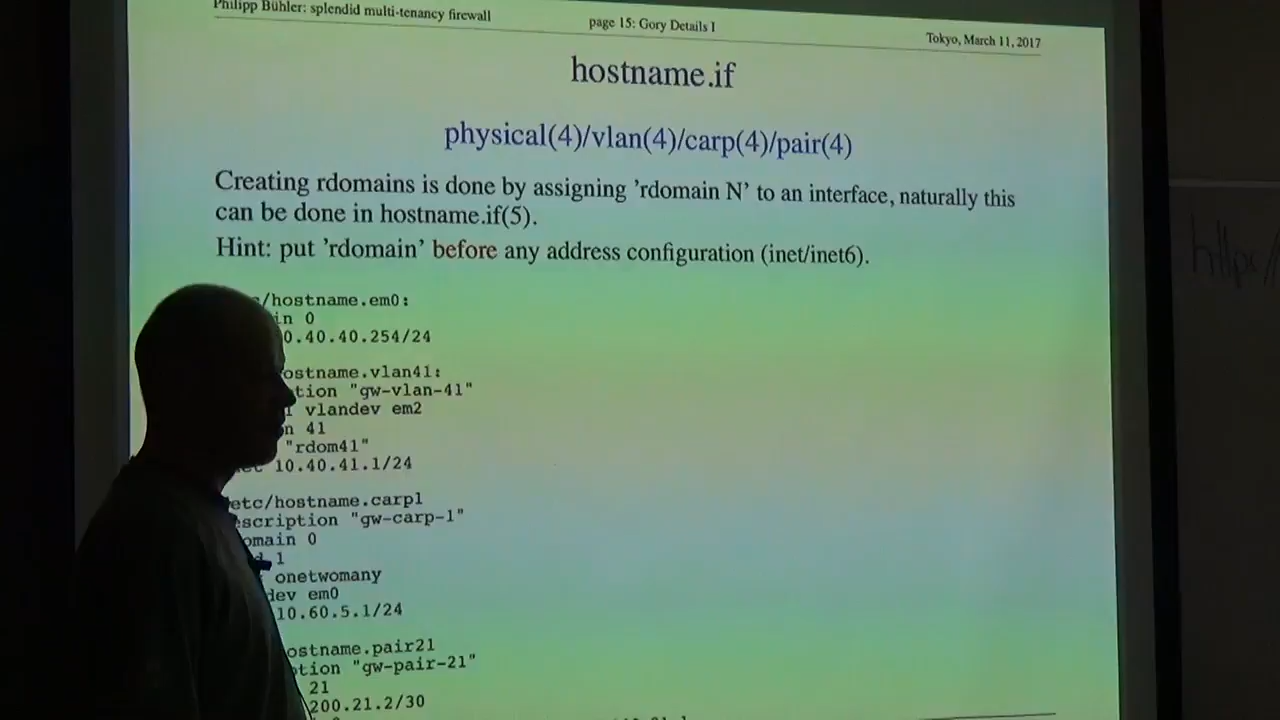 Philipp Bühler: splendid multi-tenancy firewall
page 15: Gory Details I
Tokyo, March 11, 2017
hostname.if
physical(4)/vlan(4)/carp(4)/pair(4)
Creating rdomains is done by assigning 'rdomain N' to an interface, naturally this
can be done in hostname.if(5).
Hint: put 'rdomain' before any address configuration (inet/inet6).
/hostname.em0:
in 0
0.40.40.254/24
ostname.vlan41:
tion "gw-vlan-41"
vlandev em2
n 41
"rdom41"
10.40.41.1/24
etc/hostname.carp1
scription "gw-carp-1"
omain 0
1
onetwomany
dev em0
10.60.5.1/24
ostname.pair21
tion "gw-pair-21"
21
200.21.2/30